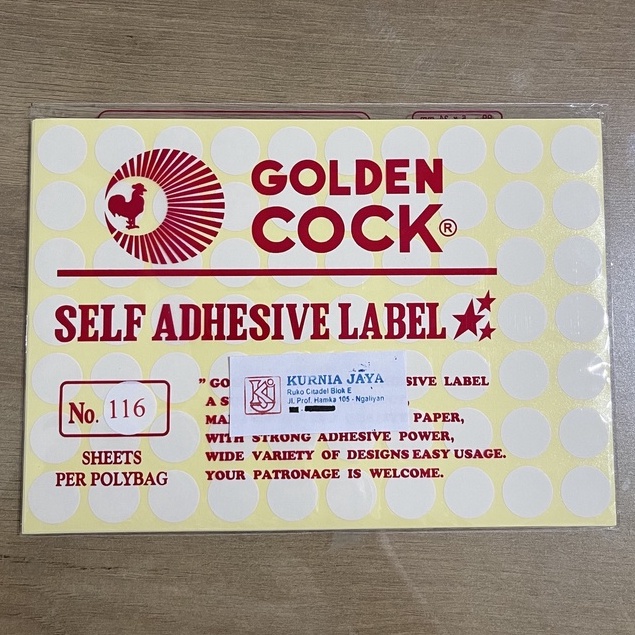 GOLDEN
COCK®
SELF ADHESIVE LABEL
No. 116
SHEETS
PER POLYBAG
KURNIA JAYA
Ruko Citadel Blok E
Jl. Prof. Hamka 105 - Ngaliyan
" GO
SIVE LABEL
A S
MA
PAPER,
WITH STRONG ADHESIVE POWER,
WIDE VARIETY OF DESIGNS EASY USAGE.
YOUR PATRONAGE IS WELCOME.